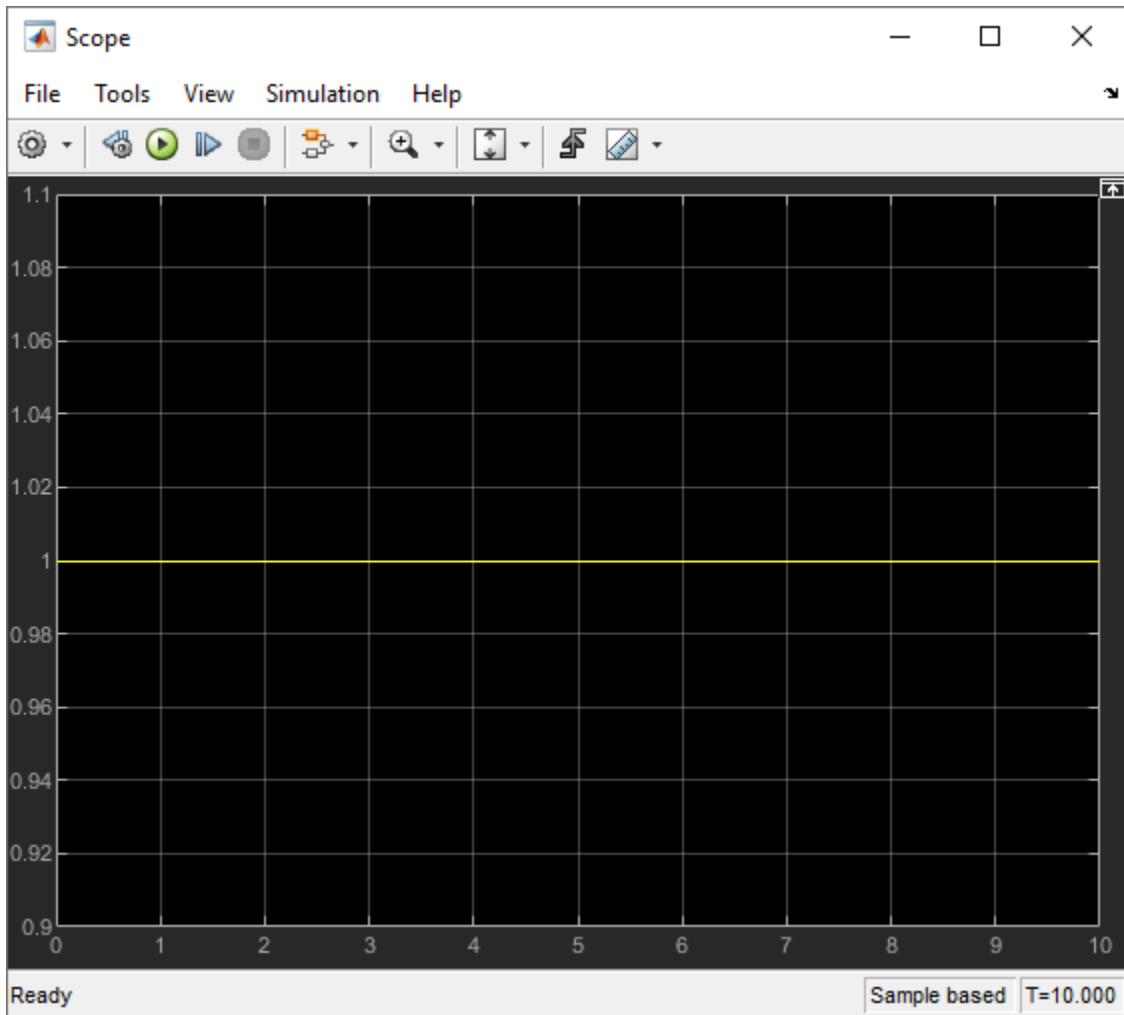 Scope
File Tools View Simulation Help
1.1
1.08
1.06
1.04
1.02
1
0.98
0.96
0.94
0.92
0.9
0 1 2 3 4 5 6 7 8 9 10
Ready Sample based T=10.000